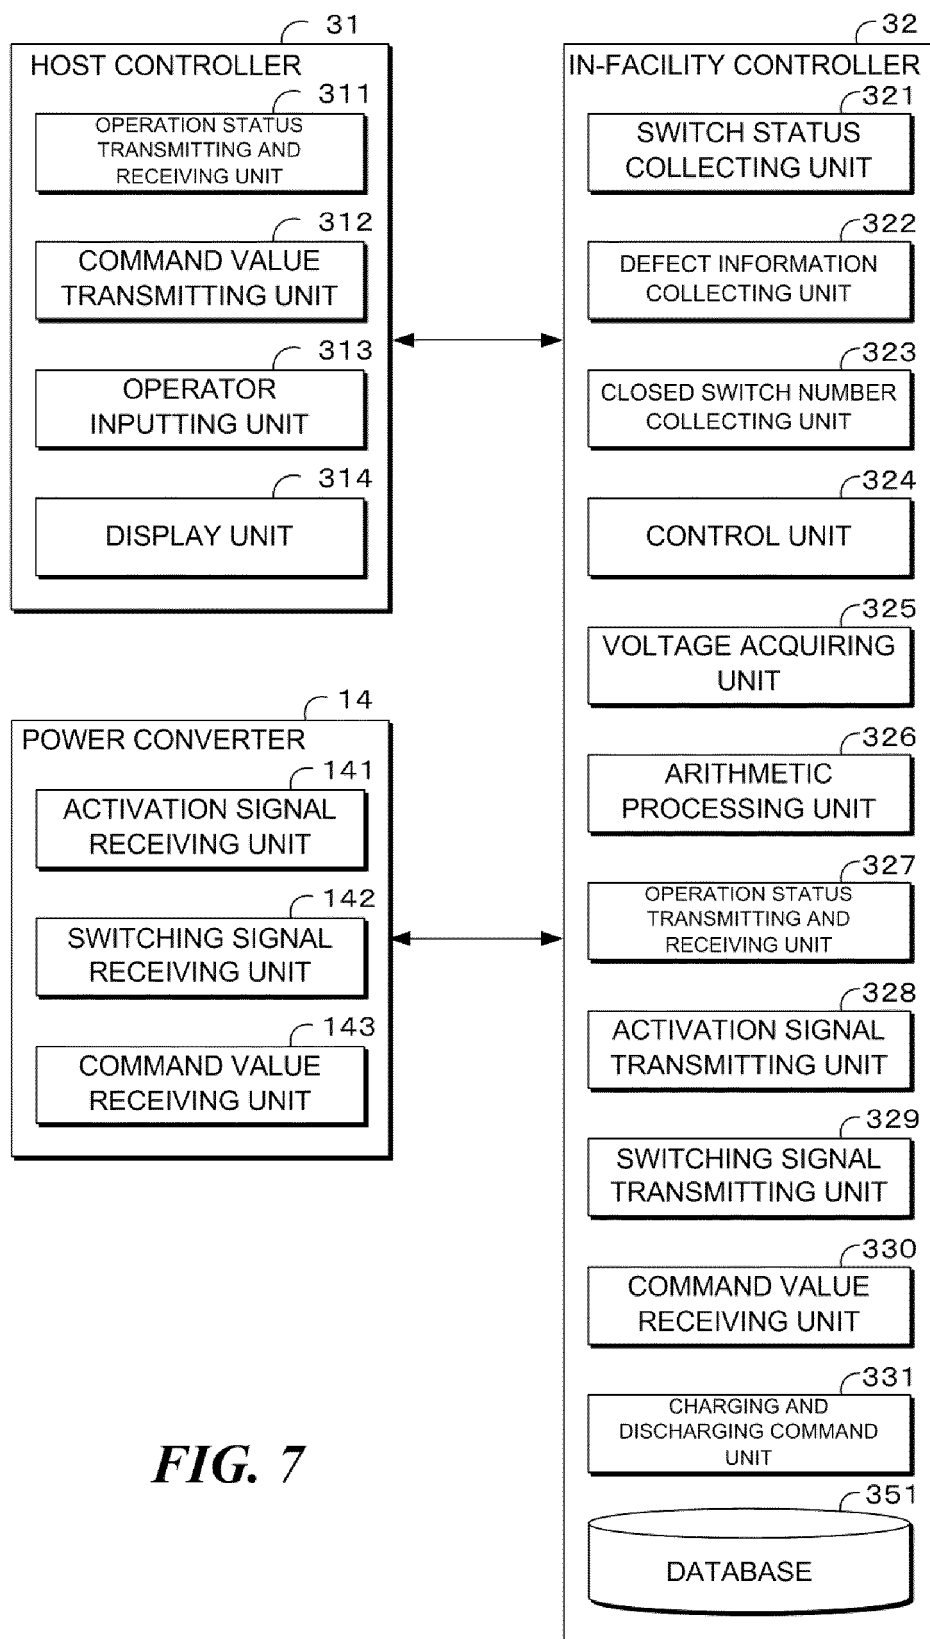 31
HOST CONTROLLER
311
OPERATION STATUS
TRANSMITTING AND
RECEIVING UNIT
312
COMMAND VALUE
TRANSMITTING UNIT
313
OPERATOR
INPUTTING UNIT
314
DISPLAY UNIT
14
POWER CONVERTER
141
ACTIVATION SIGNAL
RECEIVING UNIT
142
SWITCHING SIGNAL
RECEIVING UNIT
143
COMMAND VALUE
RECEIVING UNIT
32
IN-FACILITY CONTROLLER
321
SWITCH STATUS
COLLECTING UNIT
322
DEFECT INFORMATION
COLLECTING UNIT
323
CLOSED SWITCH NUMBER
COLLECTING UNIT
324
CONTROL UNIT
325
VOLTAGE ACQUIRING
UNIT
326
ARITHMETIC
PROCESSING UNIT
327
OPERATION STATUS
TRANSMITTING AND
RECEIVING UNIT
328
ACTIVATION SIGNAL
TRANSMITTING UNIT
329
SWITCHING SIGNAL
TRANSMITTING UNIT
330
COMMAND VALUE
RECEIVING UNIT
331
CHARGING AND
DISCHARGING COMMAND
UNIT
351
DATABASE
FIG. 7